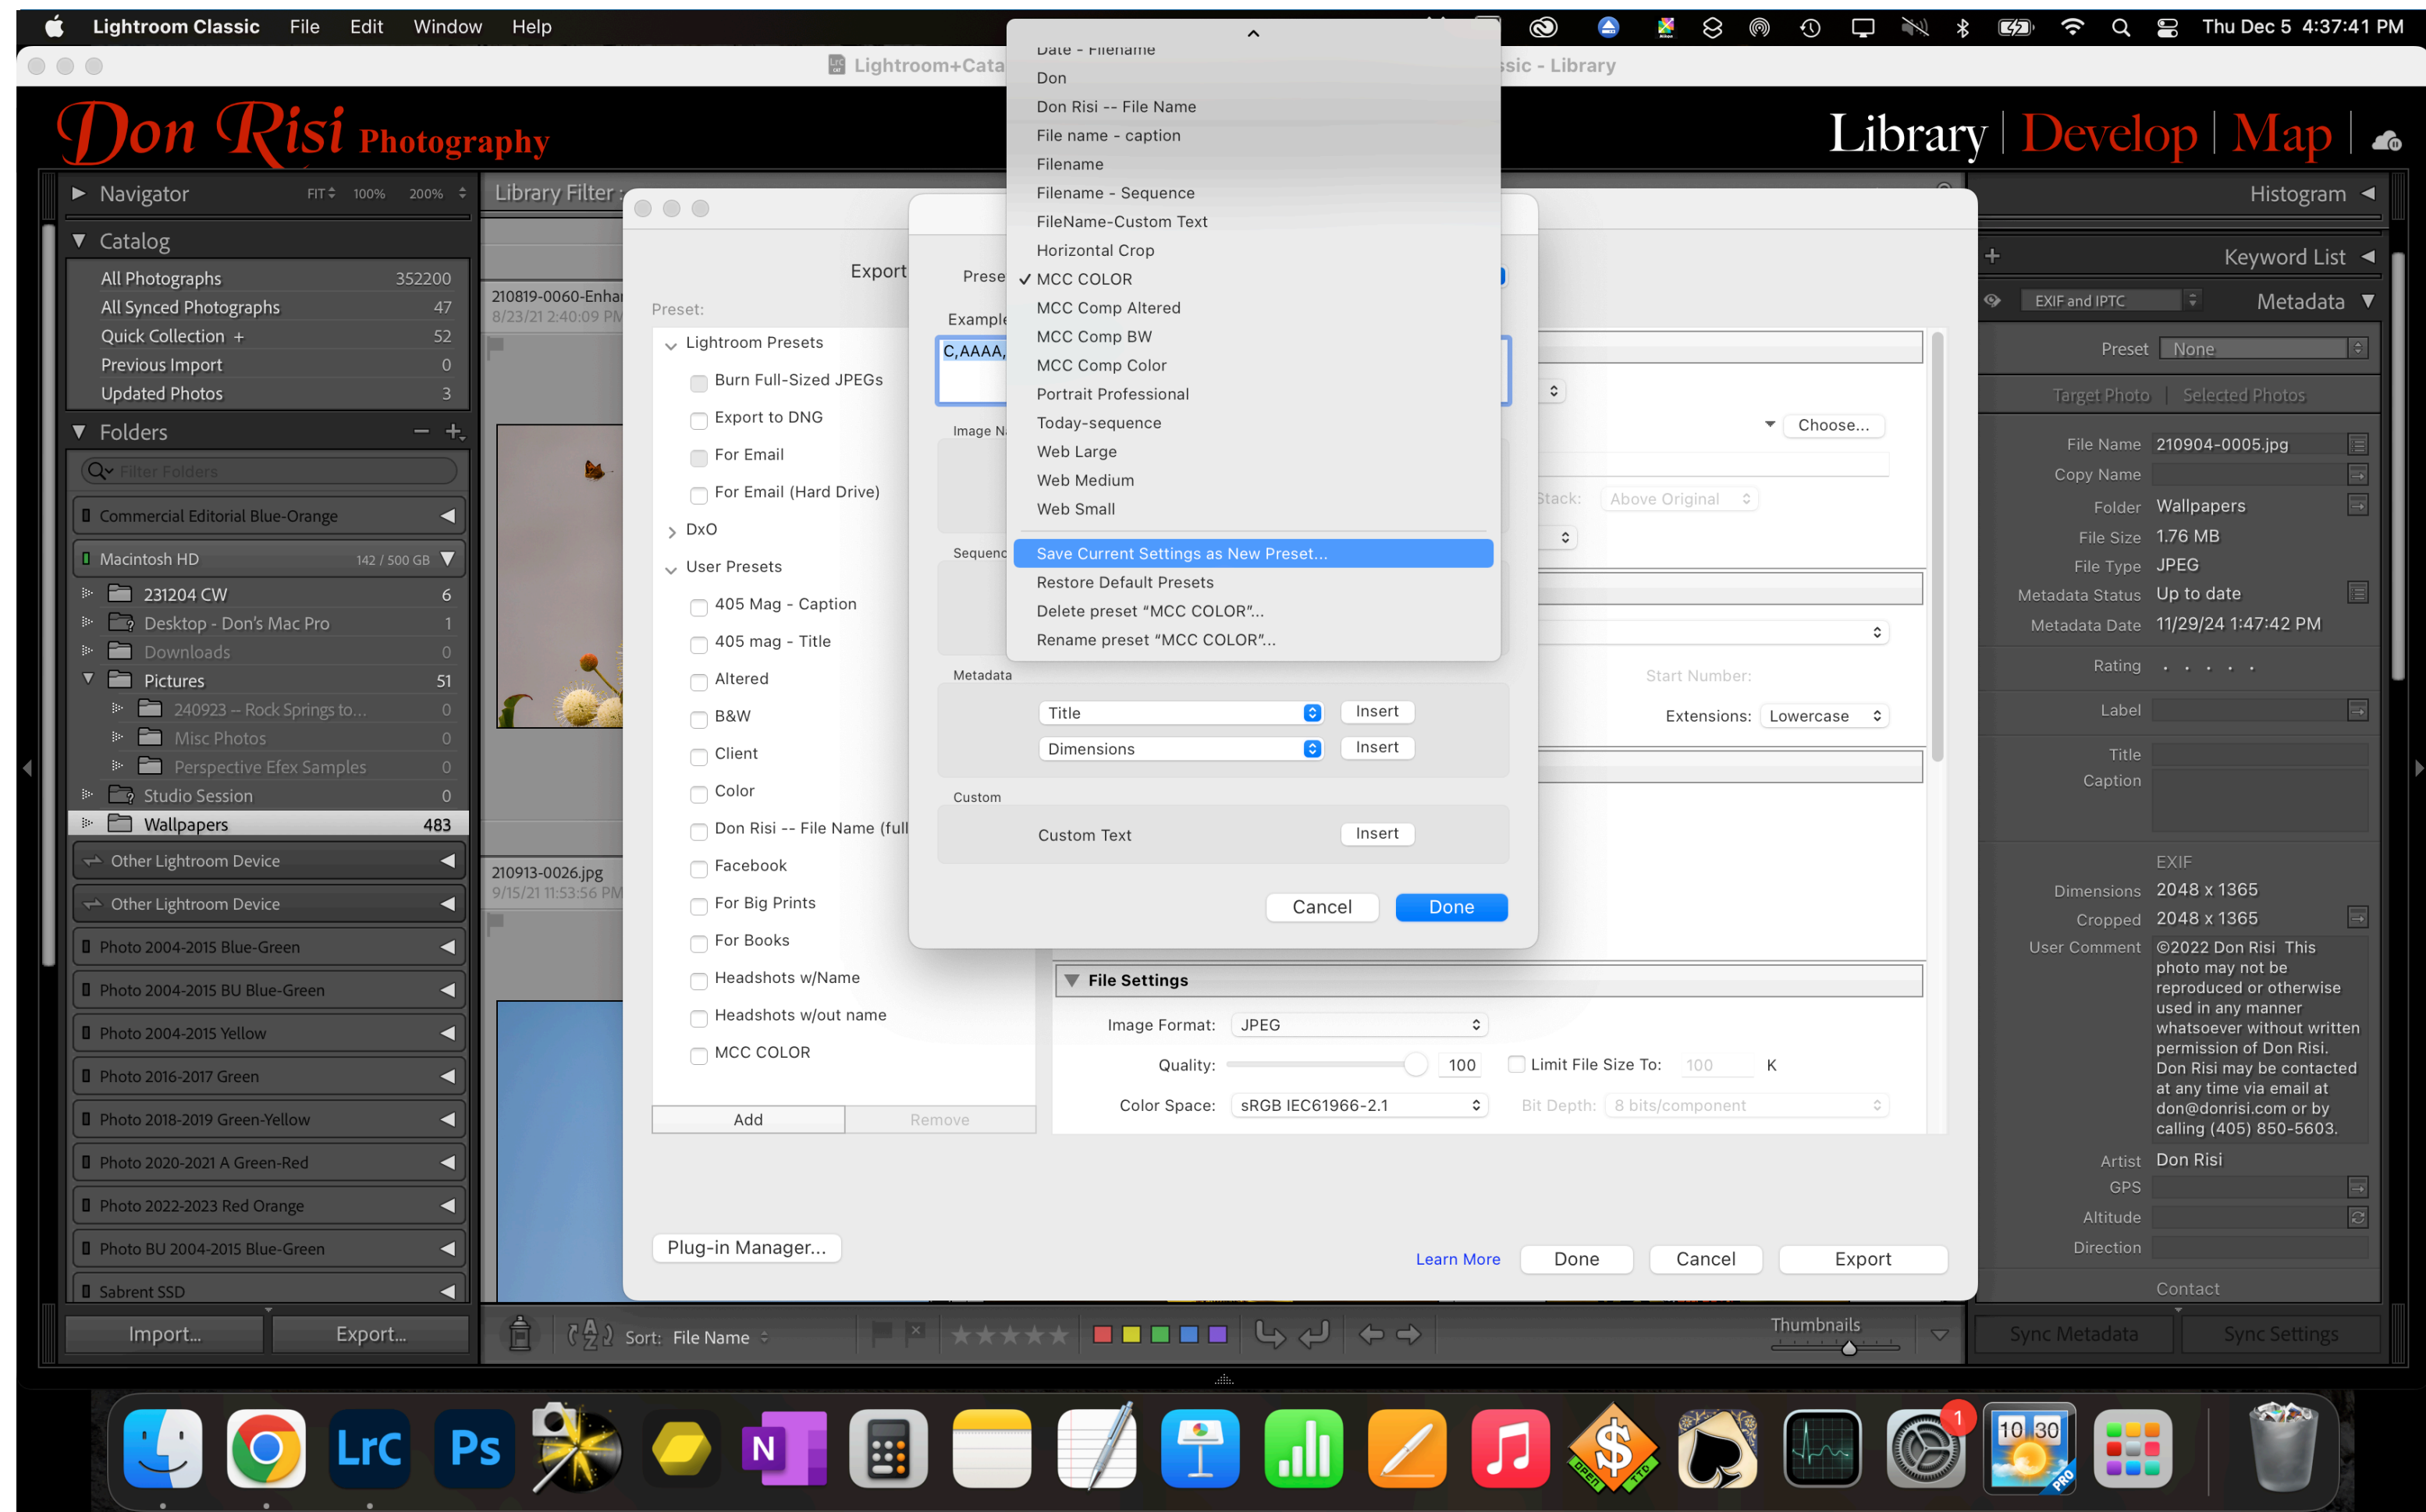 Lightroom Classic File Edit Window Help
Thu Dec 5 4:37:41 PM
Lightroom+Cata
ssic - Library
Don Risi Photography
Library | Develop | Map
Navigator FIT 100% 200%
Catalog
All Photographs 352200
All Synced Photographs 47
Quick Collection + 52
Previous Import 0
Updated Photos 3
Folders
Filter Folders
Commercial Editorial Blue-Orange
Macintosh HD 142 / 500 GB
231204 CW 6
Desktop - Don's Mac Pro 1
Downloads 0
Pictures 51
240923 -- Rock Springs to... 0
Misc Photos 0
Perspective Efex Samples 0
Studio Session 0
Wallpapers 483
Other Lightroom Device
Other Lightroom Device
Photo 2004-2015 Blue-Green
Photo 2004-2015 BU Blue-Green
Photo 2004-2015 Yellow
Photo 2016-2017 Green
Photo 2018-2019 Green-Yellow
Photo 2020-2021 A Green-Red
Photo 2022-2023 Red Orange
Photo BU 2004-2015 Blue-Green
Sabrent SSD
Import... Export...
Library Filter :
210819-0060-Enha
8/23/21 2:40:09 PM
210913-0026.jpg
9/15/21 11:53:56 PM
Export
Preset:
Lightroom Presets
Burn Full-Sized JPEGs
Export to DNG
For Email
For Email (Hard Drive)
DxO
User Presets
405 Mag - Caption
405 mag - Title
Altered
B&W
Client
Color
Don Risi -- File Name (full
Facebook
For Big Prints
For Books
Headshots w/Name
Headshots w/out name
MCC COLOR
Add Remove
Plug-in Manager...
Prese
Example
C,AAAA,
Image N
Sequenc
Date - Filename
Don
Don Risi -- File Name
File name - caption
Filename
Filename - Sequence
FileName-Custom Text
Horizontal Crop
✓ MCC COLOR
MCC Comp Altered
MCC Comp BW
MCC Comp Color
Portrait Professional
Today-sequence
Web Large
Web Medium
Web Small
Save Current Settings as New Preset...
Restore Default Presets
Delete preset “MCC COLOR”...
Rename preset “MCC COLOR”...
Metadata
Title Insert
Dimensions Insert
Custom
Custom Text Insert
Cancel Done
Choose...
Stack: Above Original
Start Number:
Extensions: Lowercase
File Settings
Image Format: JPEG
Quality: 100 Limit File Size To: 100 K
Color Space: sRGB IEC61966-2.1 Bit Depth: 8 bits/component
Learn More Done Cancel Export
Sort: File Name
Thumbnails
Histogram
Keyword List
EXIF and IPTC Metadata
Preset None
Target Photo | Selected Photos
File Name 210904-0005.jpg
Copy Name
Folder Wallpapers
File Size 1.76 MB
File Type JPEG
Metadata Status Up to date
Metadata Date 11/29/24 1:47:42 PM
Rating
Label
Title
Caption
EXIF
Dimensions 2048 x 1365
Cropped 2048 x 1365
User Comment ©2022 Don Risi This
photo may not be
reproduced or otherwise
used in any manner
whatsoever without written
permission of Don Risi.
Don Risi may be contacted
at any time via email at
don@donrisi.com or by
calling (405) 850-5603.
Artist Don Risi
GPS
Altitude
Direction
Contact
Sync Metadata Sync Settings
LrC Ps N
OPEN TTD
1
10 30
PRO